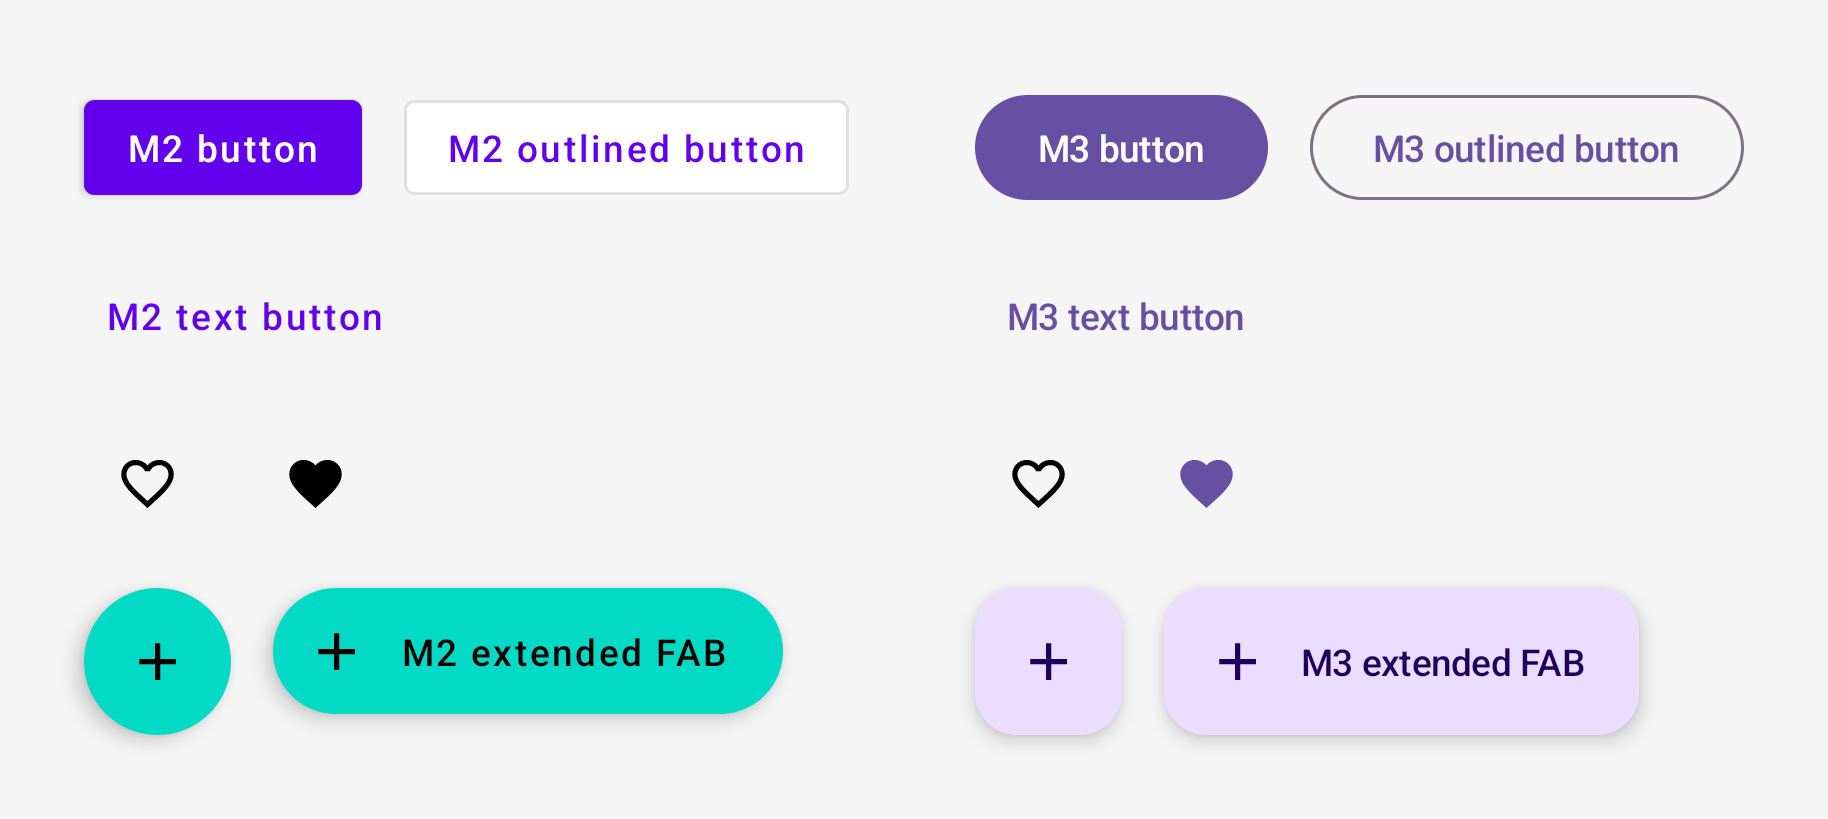 M2 button
M2 outlined button
M3 button
M3 outlined button
M2 text button
M3 text button
M2 extended FAB
M3 extended FAB